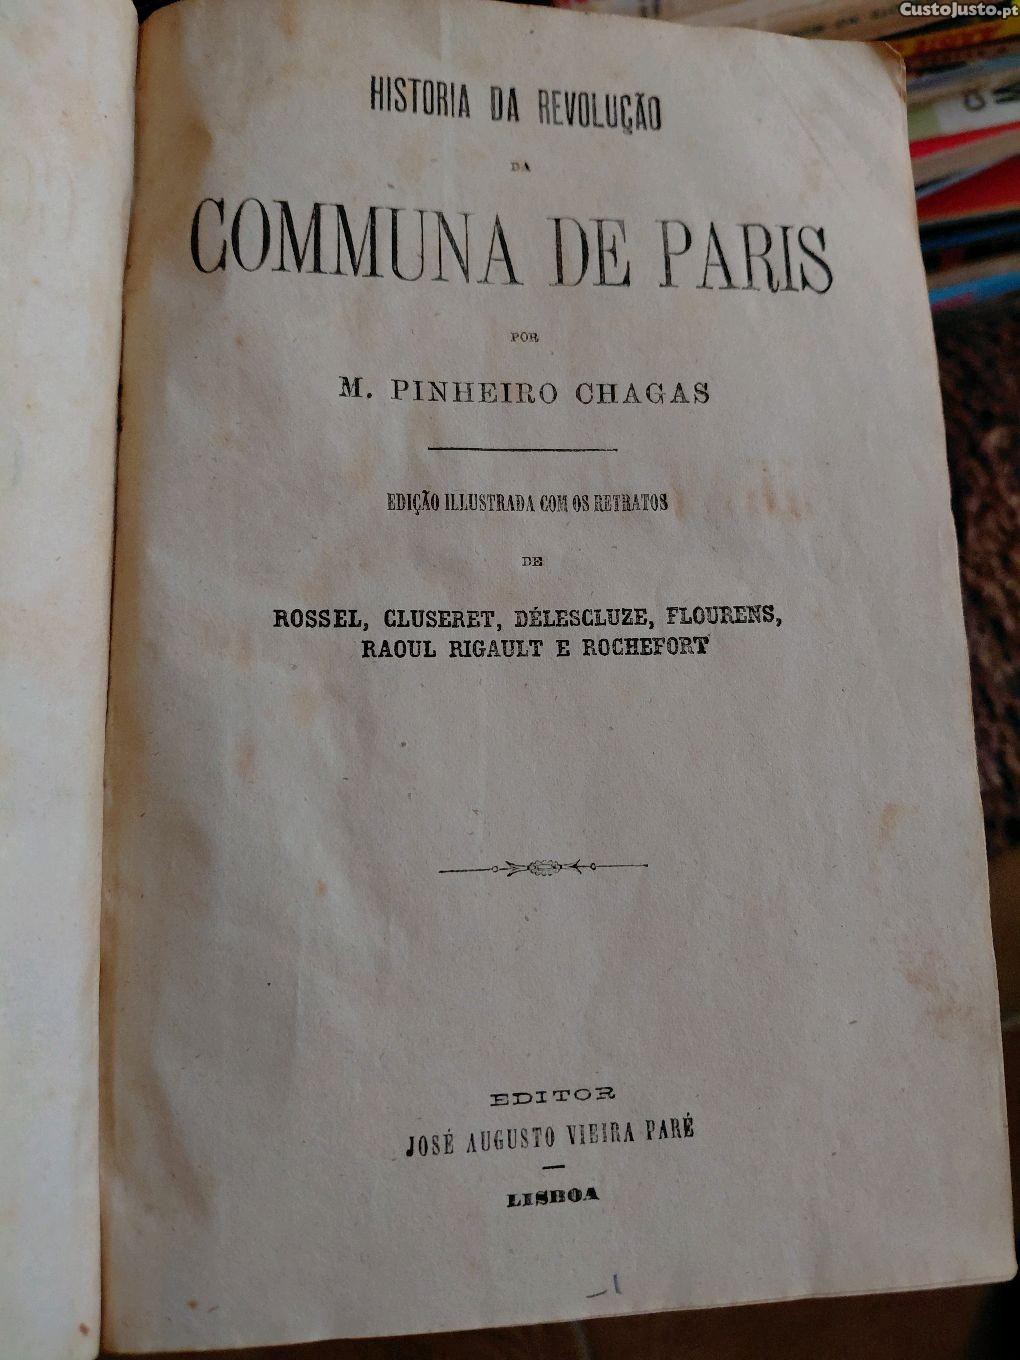 CustoJusto.pt
HISTORIA DA REVOLUÇÃO
DA
COMMUNA DE PARIS
POR
M. PINHEIRO CHAGAS
EDIÇÃO ILLUSTRADA COM OS RETRATOS
DE
ROSSEL, CLUSERET, DÉLESCLUZE, FLOURENS,
RAOUL RIGAULT E ROCHEFORT
EDITOR
JOSÉ AUGUSTO VIEIRA PARÉ
LISBOA